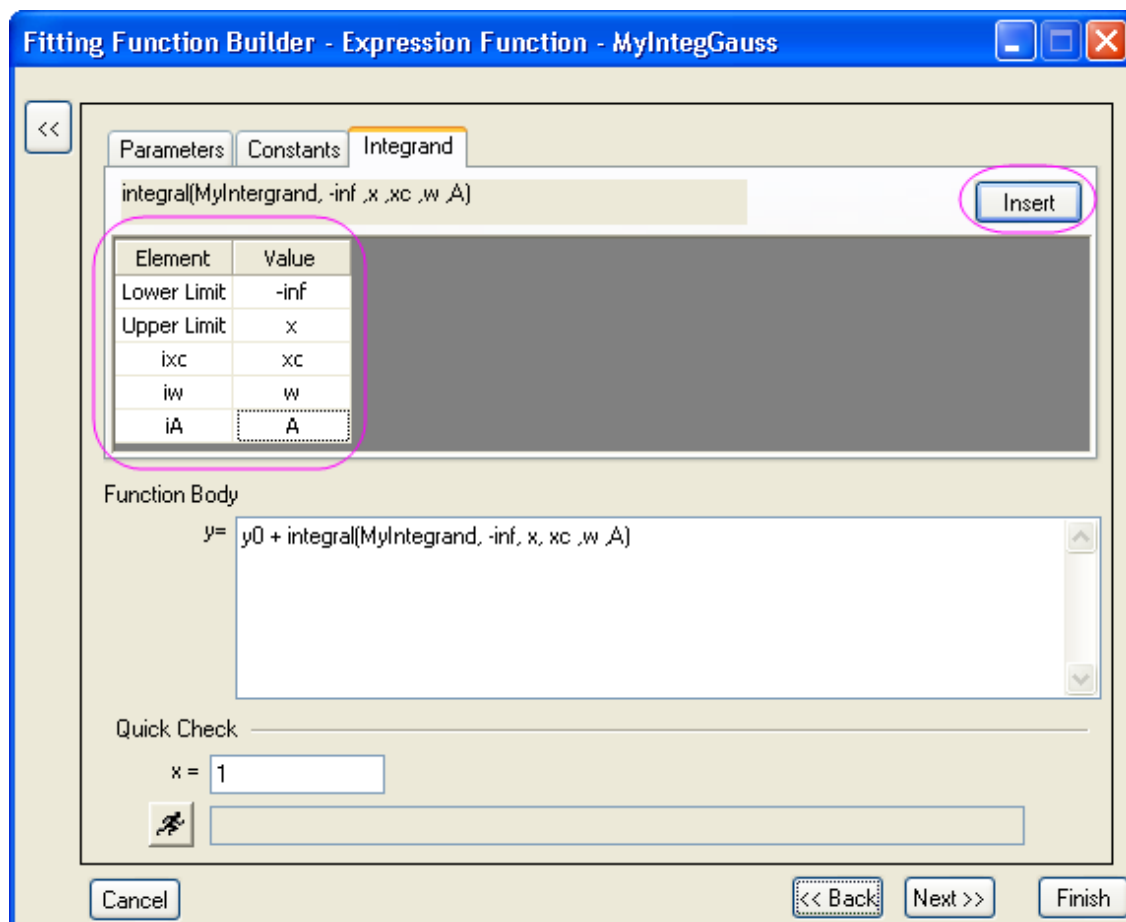 Fitting Function Builder - Expression Function - MyIntegGauss
<<
Parameters Constants Integrand
integral(MyIntergrand, -inf ,x ,xc ,w ,A)
Insert
Element Value
Lower Limit -inf
Upper Limit x
ixc xc
iw w
iA A
Function Body
y= y0 + integral(MyIntegrand, -inf, x, xc ,w ,A)
Quick Check
x = 1
Cancel << Back Next >> Finish